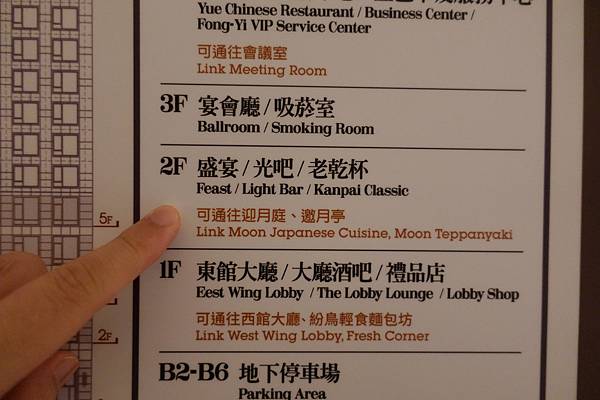 Yue Chinese Restaurant / Business Center /
Fong-Yi VIP Service Center
可通往會議室
Link Meeting Room
3F 宴會廳 / 吸菸室
Ballroom / Smoking Room
2F 盛宴 / 光吧 / 老乾杯
Feast / Light Bar / Kanpai Classic
可通往迎月庭、邀月亭
Link Moon Japanese Cuisine, Moon Teppanyaki
5F
1F 東館大廳 / 大廳酒吧 / 禮品店
Eest Wing Lobby / The Lobby Lounge / Lobby Shop
可通往西館大廳、紛鳥輕食麵包坊
Link West Wing Lobby, Fresh Corner
2F
B2-B6 地下停車場
Parking Area